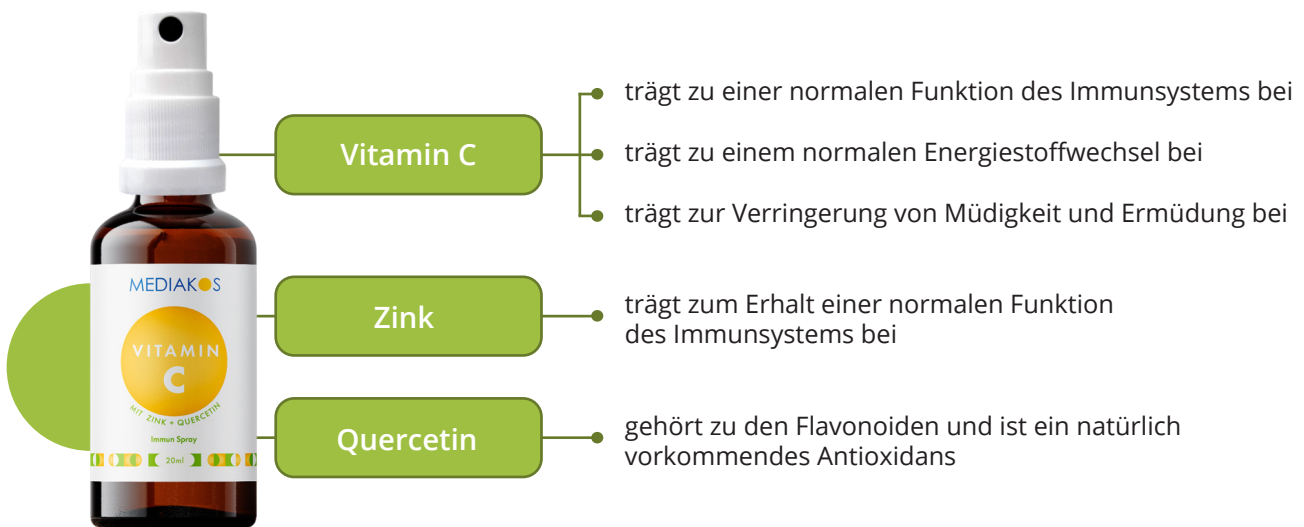 Vitamin C
trägt zu einer normalen Funktion des Immunsystems bei
trägt zu einem normalen Energiestoffwechsel bei
trägt zur Verringerung von Müdigkeit und Ermüdung bei
MEDIAKOS
VITAMIN
C
MIT ZINK + QUERCETIN
Immun Spray
20ml
Zink
trägt zum Erhalt einer normalen Funktion
des Immunsystems bei
Quercetin
gehört zu den Flavonoiden und ist ein natürlich
vorkommendes Antioxidans